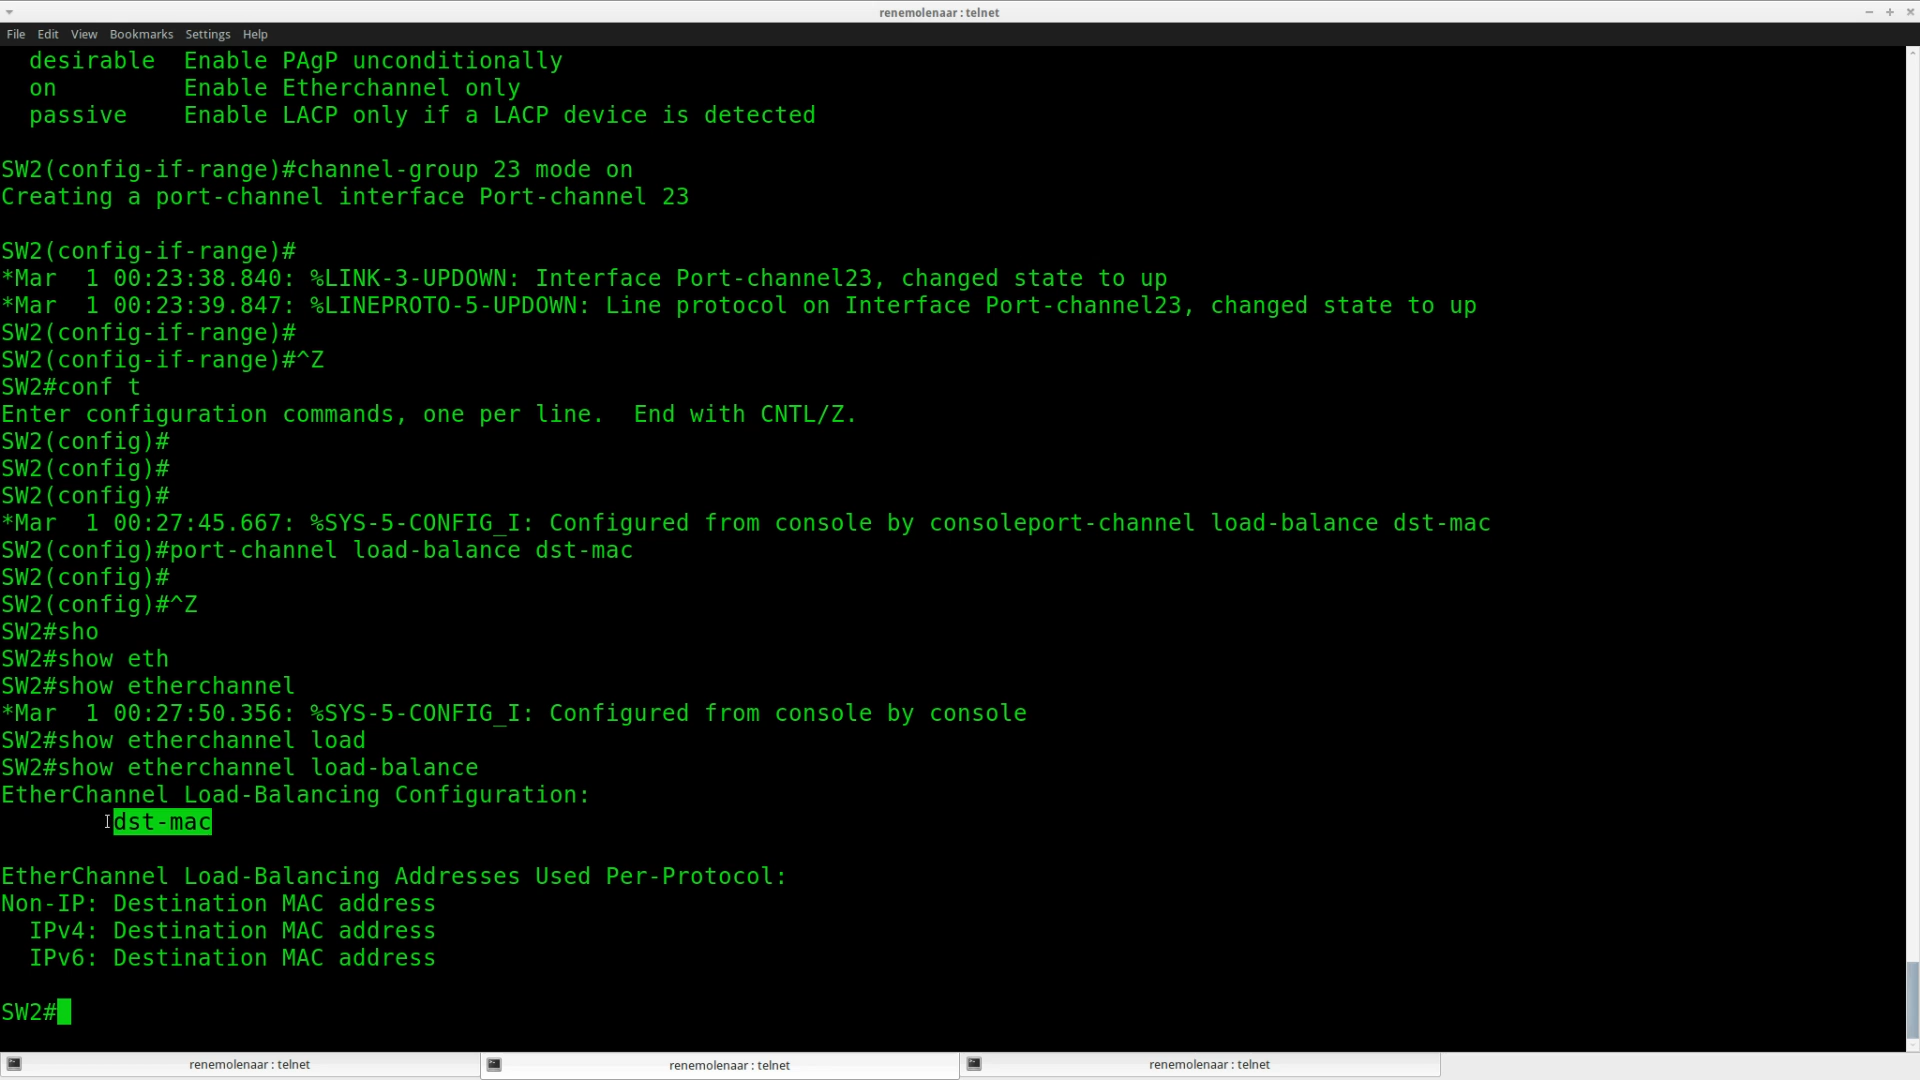 renemolenaar : telnet
File Edit View Bookmarks Settings Help
  desirable  Enable PAgP unconditionally
  on         Enable Etherchannel only
  passive    Enable LACP only if a LACP device is detected

SW2(config-if-range)#channel-group 23 mode on
Creating a port-channel interface Port-channel 23

SW2(config-if-range)#
*Mar  1 00:23:38.840: %LINK-3-UPDOWN: Interface Port-channel23, changed state to up
*Mar  1 00:23:39.847: %LINEPROTO-5-UPDOWN: Line protocol on Interface Port-channel23, changed state to up
SW2(config-if-range)#
SW2(config-if-range)#^Z
SW2#conf t
Enter configuration commands, one per line.  End with CNTL/Z.
SW2(config)#
SW2(config)#
SW2(config)#
*Mar  1 00:27:45.667: %SYS-5-CONFIG_I: Configured from console by consoleport-channel load-balance dst-mac
SW2(config)#port-channel load-balance dst-mac
SW2(config)#
SW2(config)#^Z
SW2#sho
SW2#show eth
SW2#show etherchannel
*Mar  1 00:27:50.356: %SYS-5-CONFIG_I: Configured from console by console
SW2#show etherchannel load
SW2#show etherchannel load-balance
EtherChannel Load-Balancing Configuration:
        dst-mac

EtherChannel Load-Balancing Addresses Used Per-Protocol:
Non-IP: Destination MAC address
  IPv4: Destination MAC address
  IPv6: Destination MAC address

SW2#
renemolenaar : telnet
renemolenaar : telnet
renemolenaar : telnet